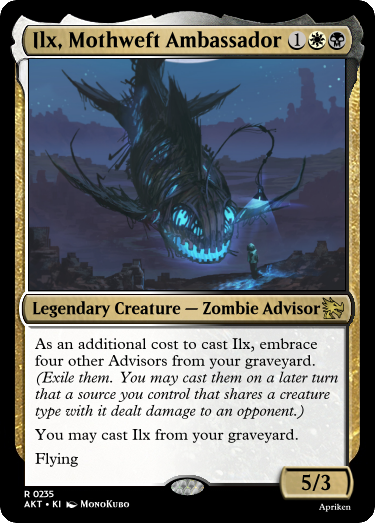 Ilx, Mothweft Ambassador 1
Legendary Creature — Zombie Advisor
As an additional cost to cast Ilx, embrace
four other Advisors from your graveyard.
(Exile them. You may cast them on a later turn
that a source you control that shares a creature
type with it dealt damage to an opponent.)
You may cast Ilx from your graveyard.
Flying
5/3
R 0235
AKT • KI MonoKubo
Apriken